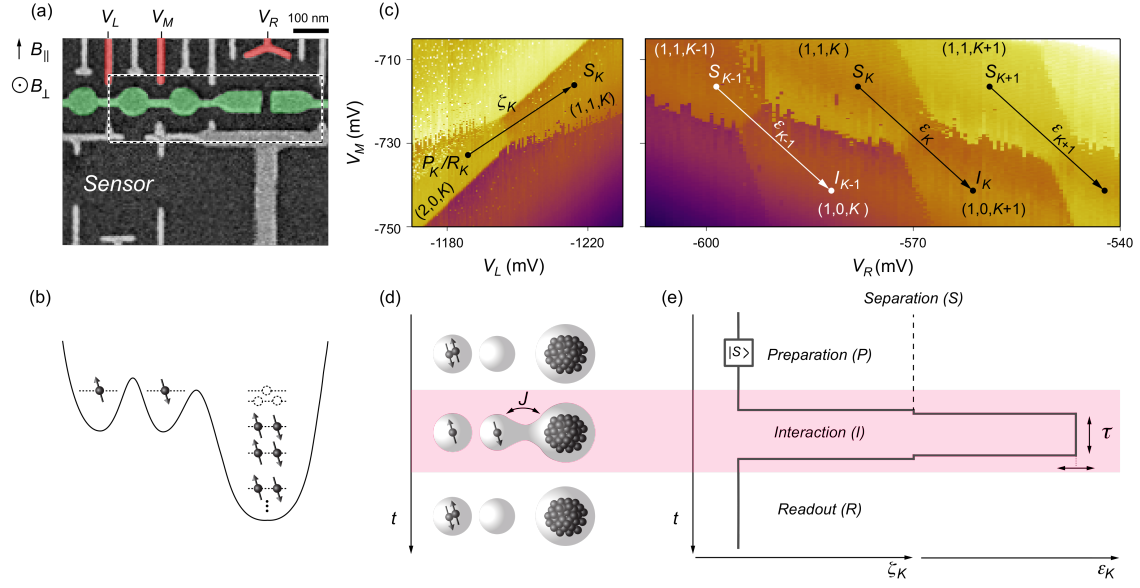 (a)
V_L
V_M
V_R
100 nm
B_||
B_⊥
Sensor
(b)
(c)
V_M (mV)
-710
-730
-750
S_K
ζ_K
(1,1,K)
P_K/R_K
(2,0,K)
-1180
-1220
V_L (mV)
(1,1,K-1)
(1,1,K)
(1,1,K+1)
S_K-1
S_K
S_K+1
ε_K-1
ε_K
ε_K+1
I_K-1
I_K
(1,0,K)
(1,0,K+1)
-600
-570
-540
V_R (mV)
(d)
J
t
(e)
Separation (S)
|S⟩
Preparation (P)
Interaction (I)
τ
Readout (R)
t
ζ_K
ε_K